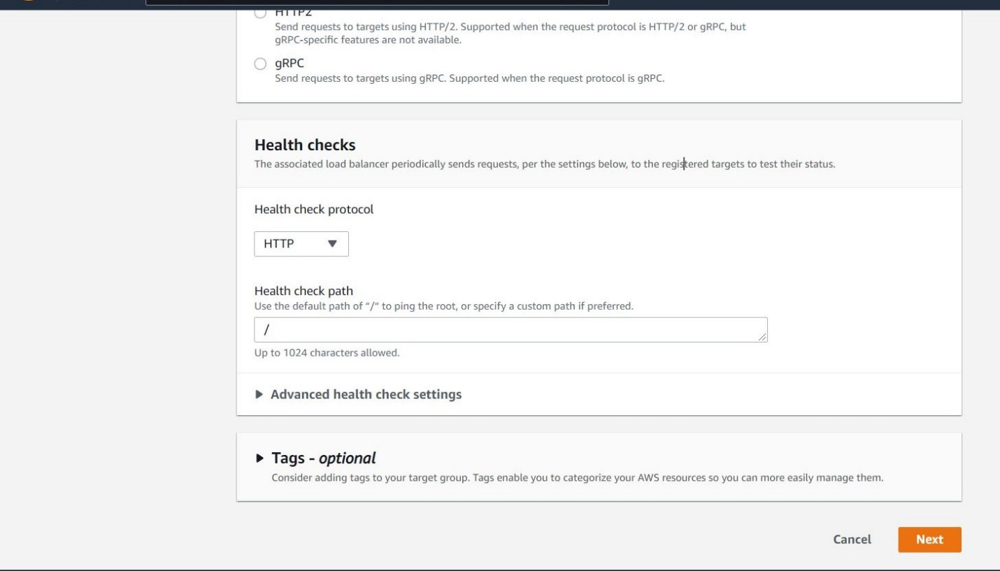 HTTP2
Send requests to targets using HTTP/2. Supported when the request protocol is HTTP/2 or gRPC, but
gRPC-specific features are not available.
gRPC
Send requests to targets using gRPC. Supported when the request protocol is gRPC.
Health checks
The associated load balancer periodically sends requests, per the settings below, to the registered targets to test their status.
Health check protocol
HTTP
Health check path
Use the default path of “/” to ping the root, or specify a custom path if preferred.
/
Up to 1024 characters allowed.
Advanced health check settings
Tags - optional
Consider adding tags to your target group. Tags enable you to categorize your AWS resources so you can more easily manage them.
Cancel
Next